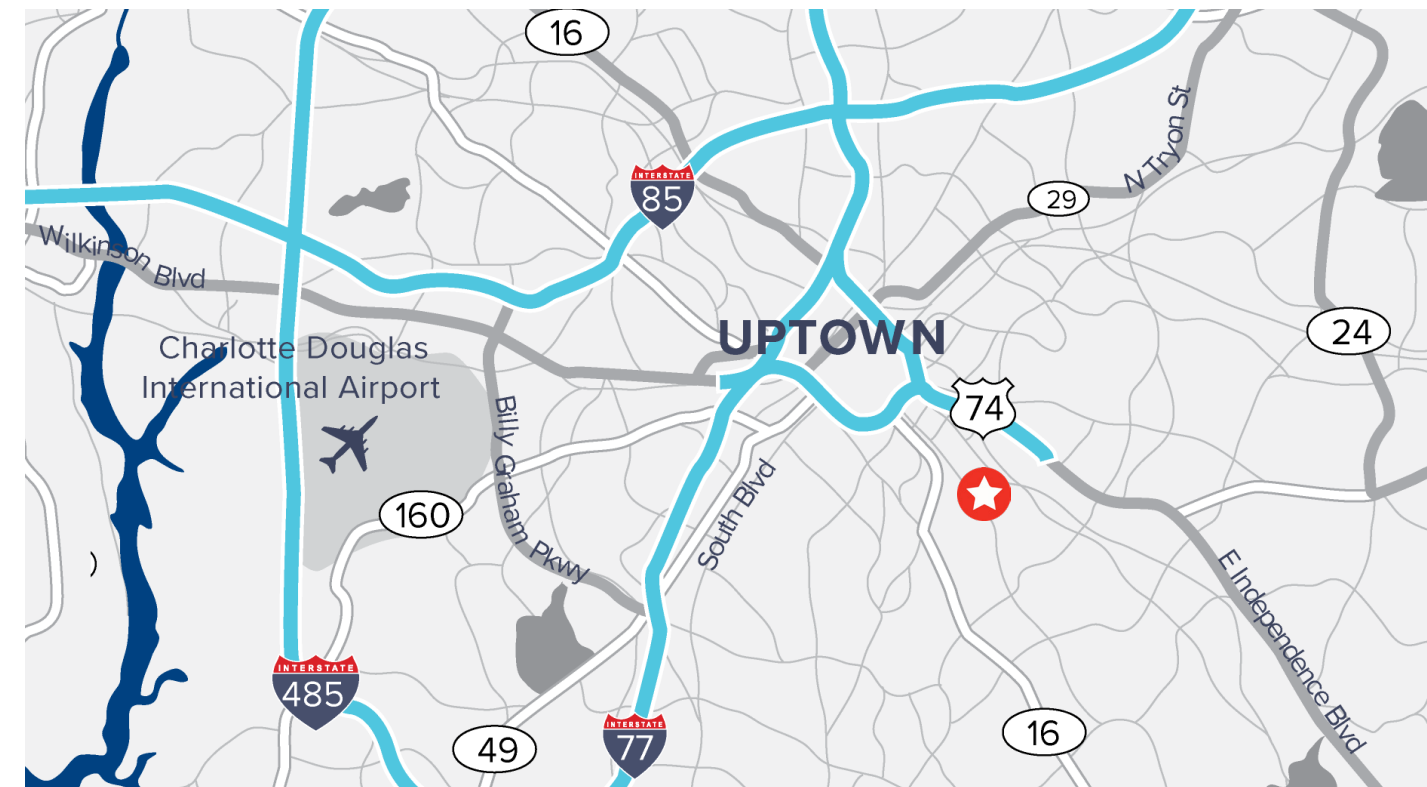 16
N Tryon St
INTERSTATE
85
29
Wilkinson Blvd
UPTOWN
24
Charlotte Douglas
International Airport
74
Billy Graham Pkwy
160
South Blvd
)
E Independence Blvd
INTERSTATE
485
INTERSTATE
77
49
16